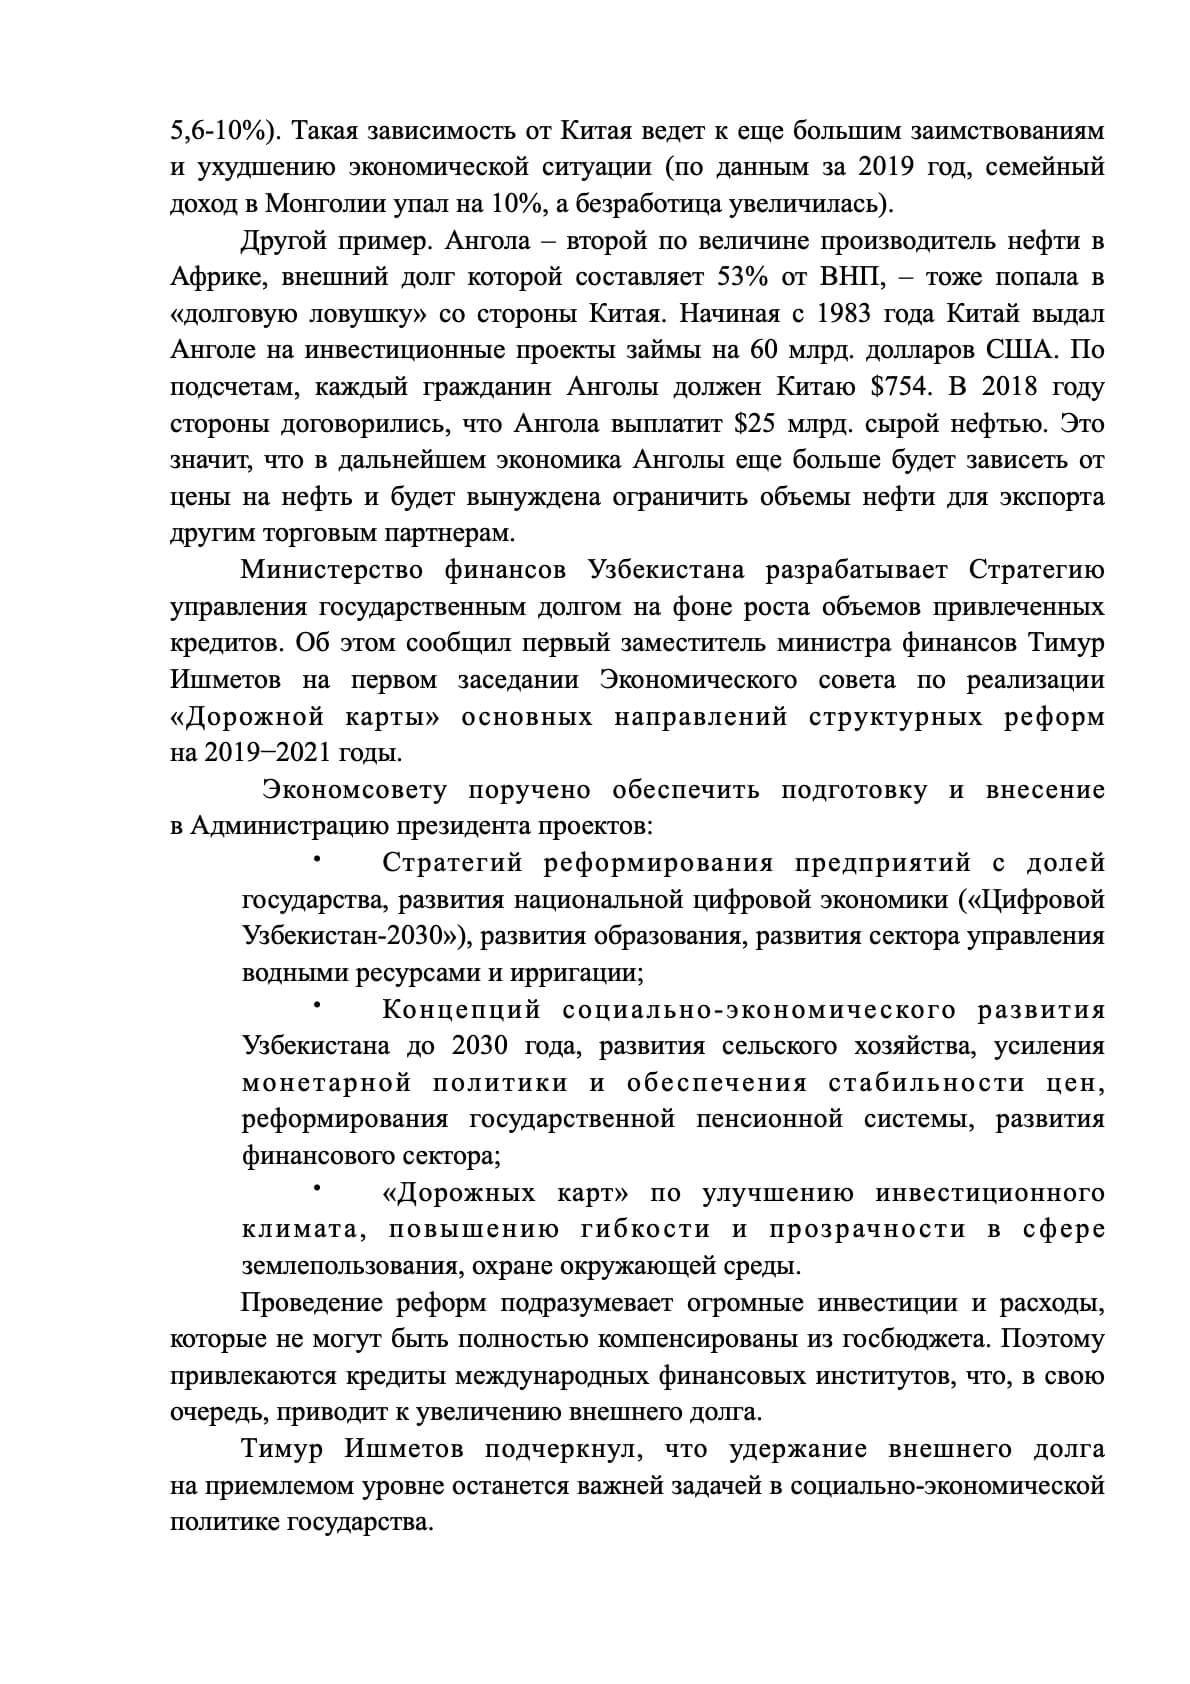 5,6-10%). Такая зависимость от Китая ведет к еще большим заимствованиям
и ухудшению экономической ситуации (по данным за 2019 год, семейный
доход в Монголии упал на 10%, а безработица увеличилась).
Другой пример. Ангола – второй по величине производитель нефти в
Африке, внешний долг которой составляет 53% от ВНП, – тоже попала в
«долговую ловушку» со стороны Китая. Начиная с 1983 года Китай выдал
Анголе на инвестиционные проекты займы на 60 млрд. долларов США. По
подсчетам, каждый гражданин Анголы должен Китаю $754. В 2018 году
стороны договорились, что Ангола выплатит $25 млрд. сырой нефтью. Это
значит, что в дальнейшем экономика Анголы еще больше будет зависеть от
цены на нефть и будет вынуждена ограничить объемы нефти для экспорта
другим торговым партнерам.
Министерство финансов Узбекистана разрабатывает Стратегию
управления государственным долгом на фоне роста объемов привлеченных
кредитов. Об этом сообщил первый заместитель министра финансов Тимур
Ишметов на первом заседании Экономического совета по реализации
«Дорожной карты» основных направлений структурных реформ
на 2019−2021 годы.
Экономсовету поручено обеспечить подготовку и внесение
в Администрацию президента проектов:
• Стратегий реформирования предприятий с долей
государства, развития национальной цифровой экономики («Цифровой
Узбекистан-2030»), развития образования, развития сектора управления
водными ресурсами и ирригации;
• Концепций социально-экономического развития
Узбекистана до 2030 года, развития сельского хозяйства, усиления
монетарной политики и обеспечения стабильности цен,
реформирования государственной пенсионной системы, развития
финансового сектора;
• «Дорожных карт» по улучшению инвестиционного
климата, повышению гибкости и прозрачности в сфере
землепользования, охране окружающей среды.
Проведение реформ подразумевает огромные инвестиции и расходы,
которые не могут быть полностью компенсированы из госбюджета. Поэтому
привлекаются кредиты международных финансовых институтов, что, в свою
очередь, приводит к увеличению внешнего долга.
Тимур Ишметов подчеркнул, что удержание внешнего долга
на приемлемом уровне останется важней задачей в социально-экономической
политике государства.